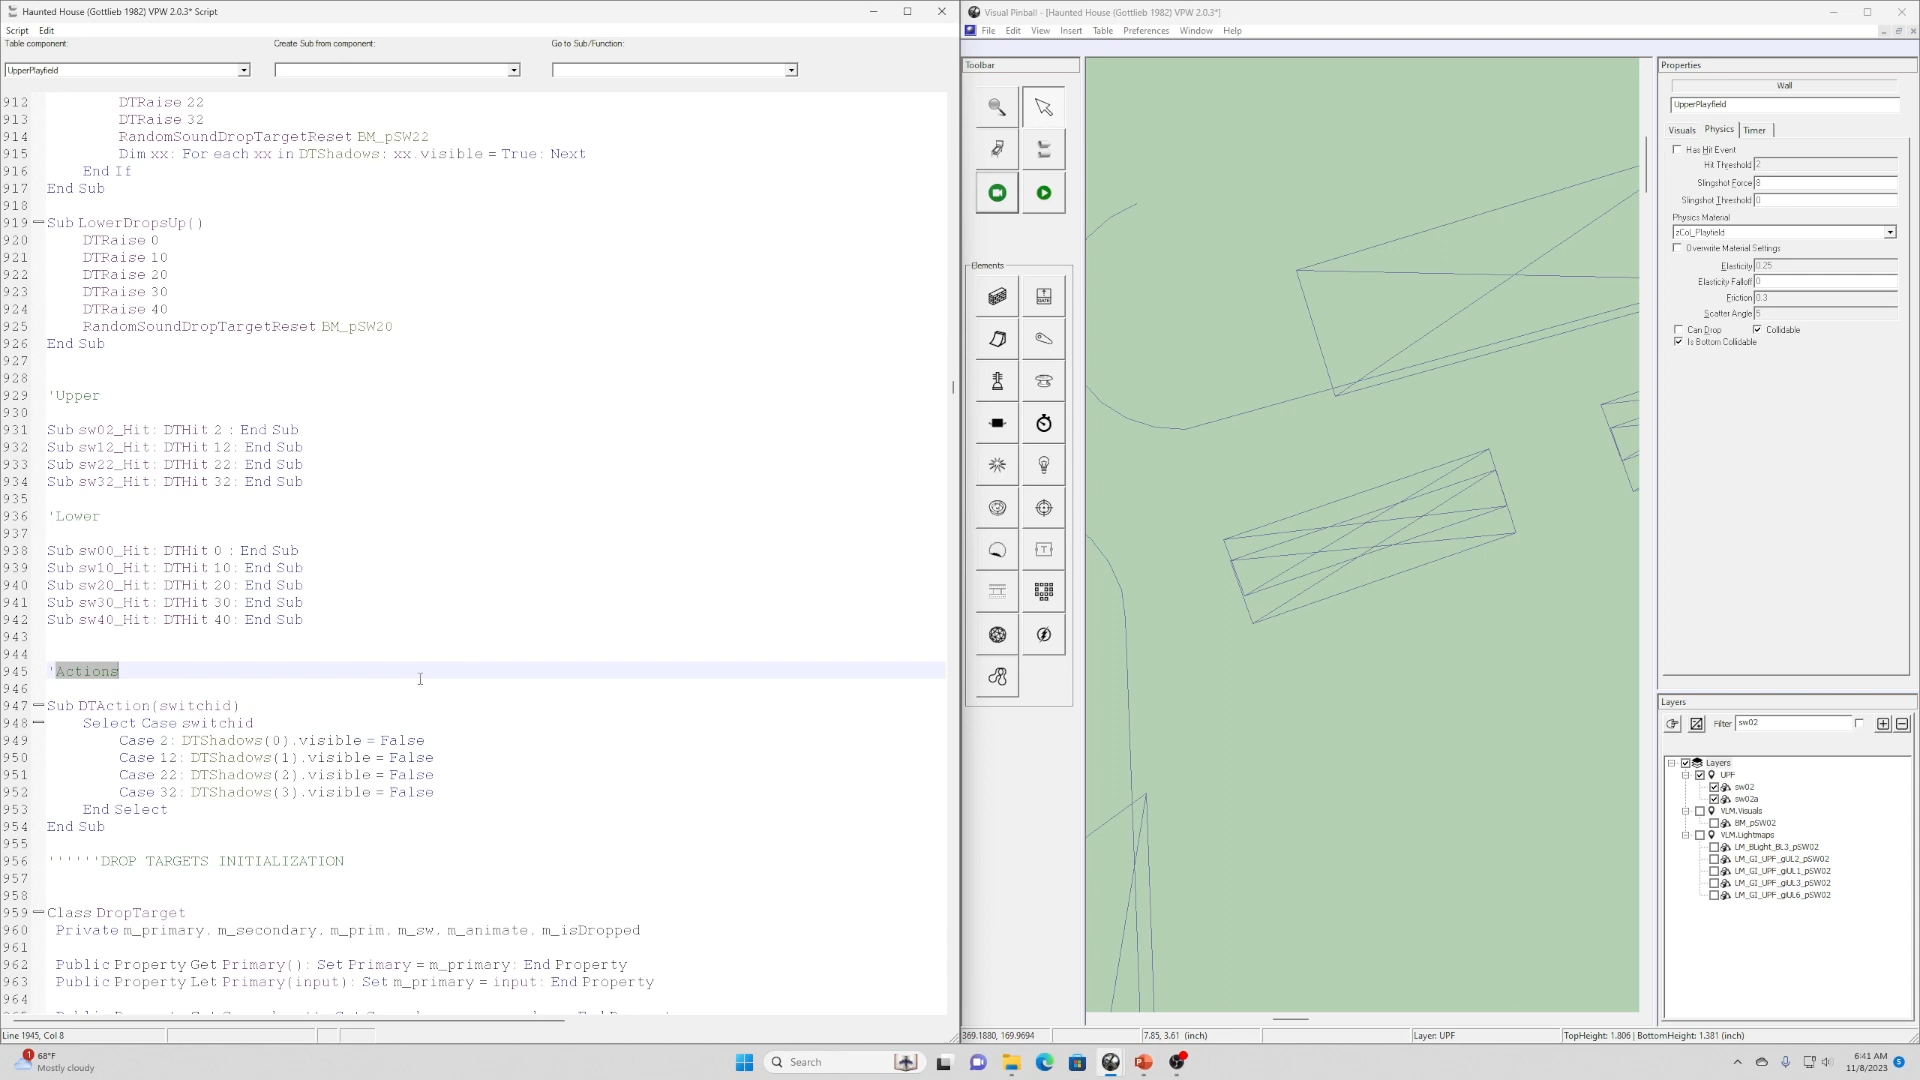 Haunted House (Gottlieb 1982) VPW 2.0.3* Script
Script Edit
Table component:
Create Sub from component:
Go to Sub/Function:
UpperPlayfield
912 DTRaise 22
913 DTRaise 32
914 RandomSoundDropTargetReset BM_pSW22
915 Dim xx: For each xx in DTShadows: xx.visible = True: Next
916 End If
917 End Sub
918
919 Sub LowerDropsUp()
920 DTRaise 0
921 DTRaise 10
922 DTRaise 20
923 DTRaise 30
924 DTRaise 40
925 RandomSoundDropTargetReset BM_pSW20
926 End Sub
927
928
929 'Upper
930
931 Sub sw02_Hit: DTHit 2 : End Sub
932 Sub sw12_Hit: DTHit 12: End Sub
933 Sub sw22_Hit: DTHit 22: End Sub
934 Sub sw32_Hit: DTHit 32: End Sub
935
936 'Lower
937
938 Sub sw00_Hit: DTHit 0 : End Sub
939 Sub sw10_Hit: DTHit 10: End Sub
940 Sub sw20_Hit: DTHit 20: End Sub
941 Sub sw30_Hit: DTHit 30: End Sub
942 Sub sw40_Hit: DTHit 40: End Sub
943
944
945 'Actions
946
947 Sub DTAction(switchid)
948 Select Case switchid
949 Case 2: DTShadows(0).visible = False
950 Case 12: DTShadows(1).visible = False
951 Case 22: DTShadows(2).visible = False
952 Case 32: DTShadows(3).visible = False
953 End Select
954 End Sub
955
956 ''''''DROP TARGETS INITIALIZATION
957
958
959 Class DropTarget
960 Private m_primary, m_secondary, m_prim, m_sw, m_animate, m_isDropped
961
962 Public Property Get Primary(): Set Primary = m_primary: End Property
963 Public Property Let Primary(input): Set m_primary = input: End Property
964
Line 1945, Col 8
Visual Pinball - [Haunted House (Gottlieb 1982) VPW 2.0.3*]
File Edit View Insert Table Preferences Window Help
Toolbar
Elements
GATE
T
Properties
Wall
UpperPlayfield
Visuals Physics Timer
Has Hit Event
Hit Threshold 2
Slingshot Force 8
Slingshot Threshold 0
Physics Material
zCol_Playfield
Overwrite Material Settings
Elasticity 0.25
Elasticity Falloff 0
Friction 0.3
Scatter Angle 5
Can Drop Collidable
Is Bottom Collidable
Layers
Filter sw02
Layers
UPF
sw02
sw02a
VLM.Visuals
BM_pSW02
VLM.Lightmaps
LM_BLight_BL3_pSW02
LM_GI_UPF_giUL2_pSW02
LM_GI_UPF_giUL1_pSW02
LM_GI_UPF_giUL3_pSW02
LM_GI_UPF_giUL6_pSW02
369.1880, 169.9694
7.85, 3.61 (inch)
Layer: UPF
TopHeight: 1.806 | BottomHeight: 1.381 (inch)
1
68°F
Mostly cloudy
Search
6:41 AM
11/8/2023
5